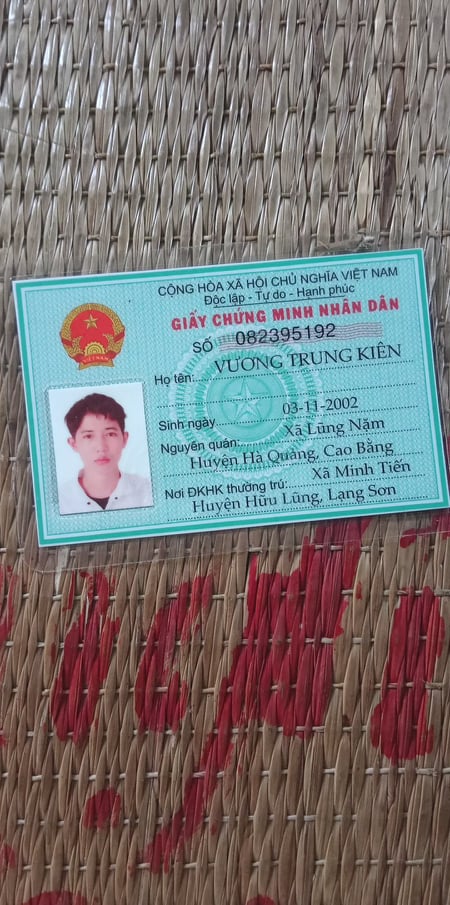 CỘNG HÒA XÃ HỘI CHỦ NGHĨA VIỆT NAM
Độc lập - Tự do - Hạnh phúc
GIẤY CHỨNG MINH NHÂN DÂN
SỐ 082395192
Họ tên: VƯƠNG TRUNG KIÊN
Sinh ngày 03-11-2002
Nguyên quán: Xã Lũng Nặm
Huyện Hà Quảng, Cao Bằng
Nơi ĐKHK thường trú: Xã Minh Tiến
Huyện Hữu Lũng, Lạng Sơn
VIỆT NAM